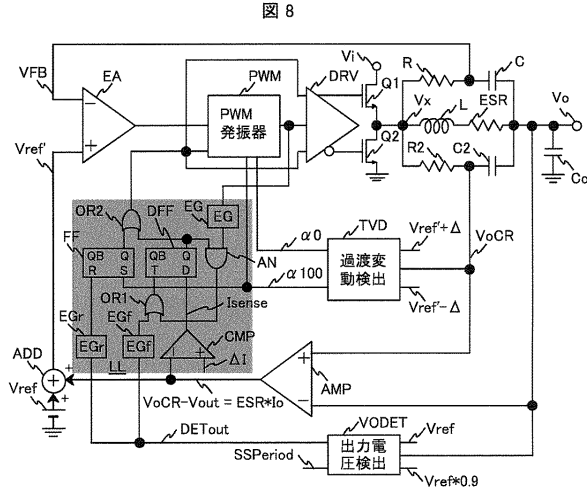 図 8
VFB
EA
PWM
DRV
Vi
Q1
R
C
Vx
L
ESR
Vo
PWM
発振器
Q2
R2
C2
Co
Vref'
OR2
DFF
EG
EG
FF
QB
R
Q
S
QB
T
Q
D
AN
α0
TVD
Vref'+Δ
過渡変
動検出
VoCR
α100
Vref'-Δ
OR1
Isense
EGr
EGf
EGr
EGf
CMP
ΔI
ADD
LL
AMP
Vref
VoCR-Vout = ESR*Io
DETout
VODET
Vref
出力電
圧検出
SSPeriod
Vref*0.9